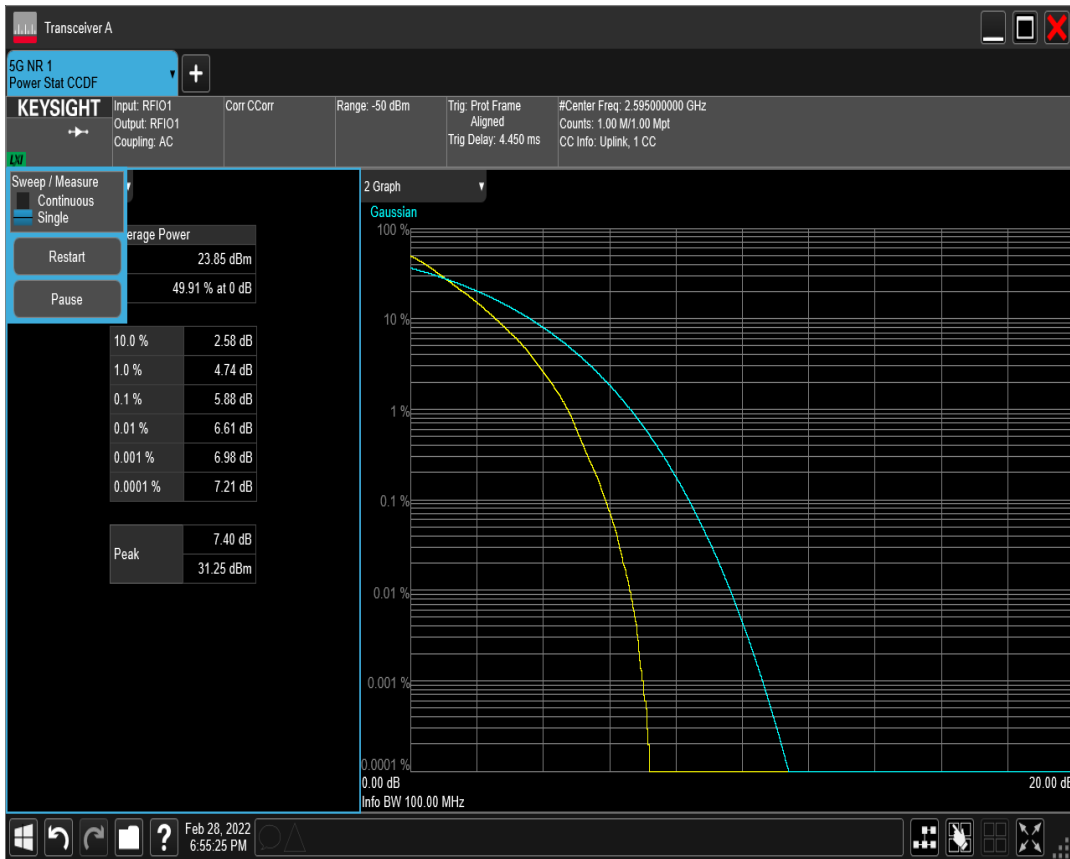 Transceiver A
5G NR 1
Power Stat CCDF
+
KEYSIGHT
LXI
Input: RFIO1
Output: RFIO1
Coupling: AC
Corr CCorr
Range: -50 dBm
Trig: Prot Frame
Aligned
Trig Delay: 4.450 ms
#Center Freq: 2.595000000 GHz
Counts: 1.00 M/1.00 Mpt
CC Info: Uplink, 1 CC
Sweep / Measure
Continuous
Single
Restart
Pause
erage Power
23.85 dBm
49.91 % at 0 dB
10.0 % 2.58 dB
1.0 % 4.74 dB
0.1 % 5.88 dB
0.01 % 6.61 dB
0.001 % 6.98 dB
0.0001 % 7.21 dB
Peak
7.40 dB
31.25 dBm
2 Graph
Gaussian
100 %
10 %
1 %
0.1 %
0.01 %
0.001 %
0.0001 %
0.00 dB
20.00 dB
Info BW 100.00 MHz
?
Feb 28, 2022
6:55:25 PM